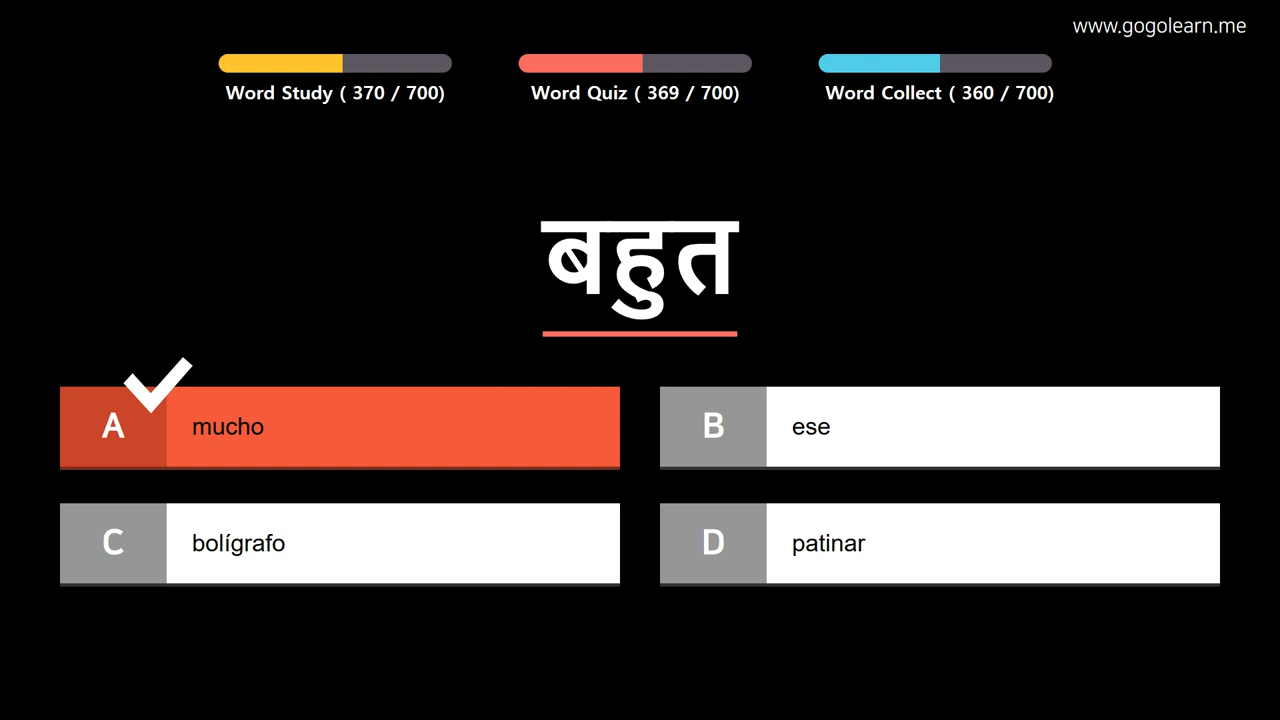 www.gogolearn.me
Word Study ( 370 / 700)
Word Quiz ( 369 / 700)
Word Collect ( 360 / 700)
बहुत
A mucho
B ese
C bolígrafo
D patinar